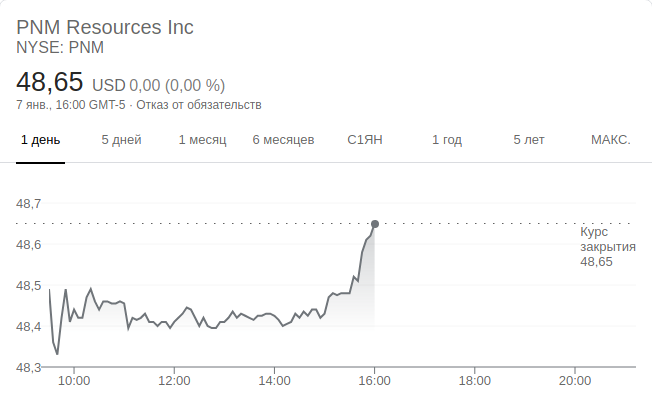 PNM Resources Inc
NYSE: PNM
48,65 USD 0,00 (0,00 %)
7 янв., 16:00 GMT-5 · Отказ от обязательств
1 день 5 дней 1 месяц 6 месяцев С1ЯН 1 год 5 лет МАКС.
48,7
Курс
закрытия
48,65
48,6
48,5
48,4
48,3
10:00 12:00 14:00 16:00 18:00 20:00